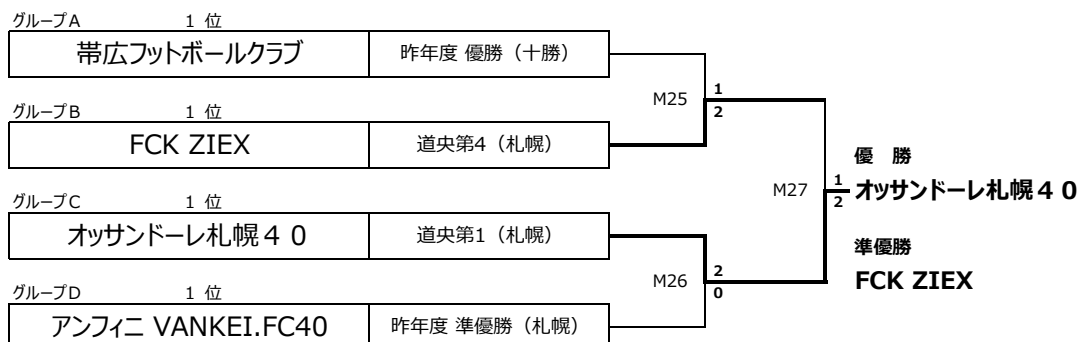 グループA 1 位
帯広フットボールクラブ 昨年度 優勝（十勝）
M25 1
2
グループB 1 位
FCK ZIEX 道央第4（札幌）
優 勝
M27 1
2
オッサンドーレ札幌４０
グループC 1 位
オッサンドーレ札幌４０ 道央第1（札幌）
準優勝
M26 2
0
FCK ZIEX
グループD 1 位
アンフィニ VANKEI.FC40 昨年度 準優勝（札幌）